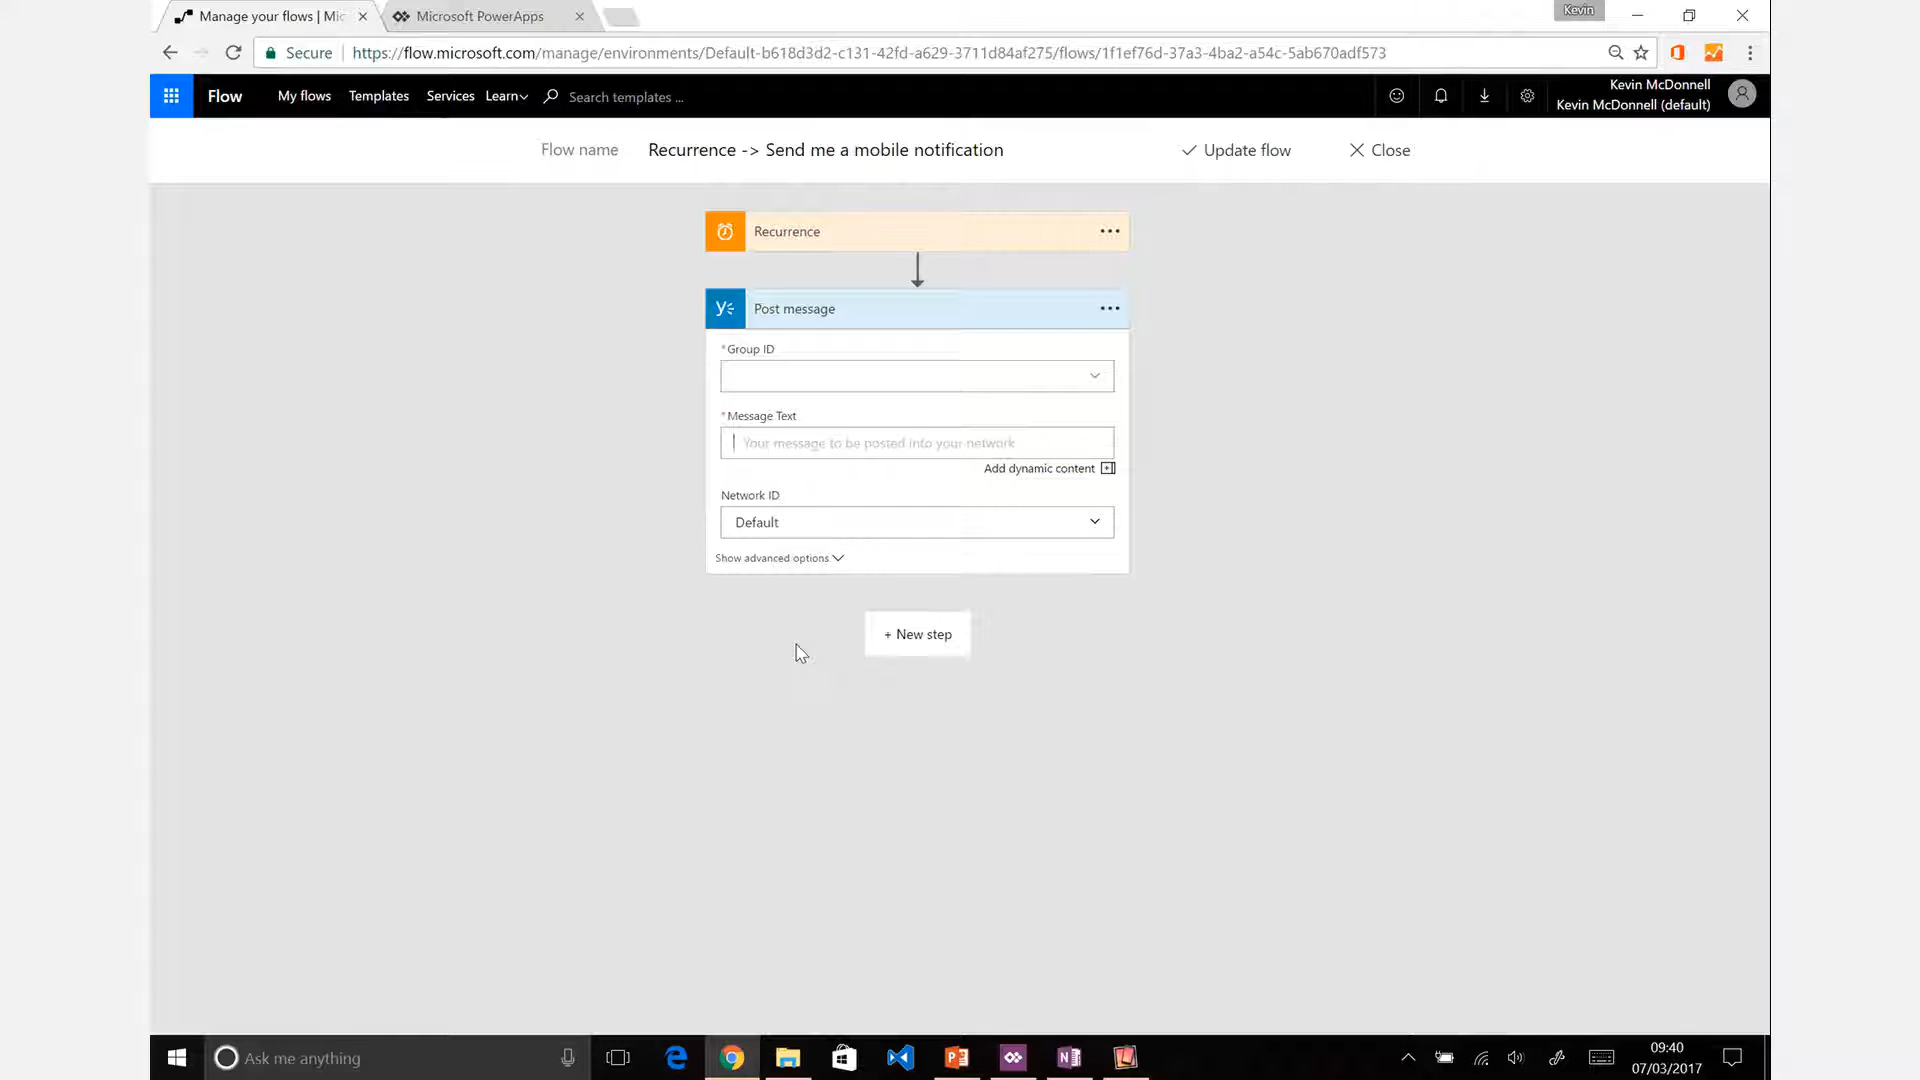 Manage your flows | Mic
Microsoft PowerApps
Kevin
Secure
https://flow.microsoft.com/manage/environments/Default-b618d3d2-c131-42fd-a629-3711d84af275/flows/1f1ef76d-37a3-4ba2-a54c-5ab670adf573
Flow
My flows
Templates
Services
Learn
Search templates ...
Kevin McDonnell
Kevin McDonnell (default)
Flow name
Recurrence -> Send me a mobile notification
Update flow
Close
Recurrence
Post message
*Group ID
*Message Text
Your message to be posted into your network
Add dynamic content
Network ID
Default
Show advanced options
+ New step
Ask me anything
09:40
07/03/2017